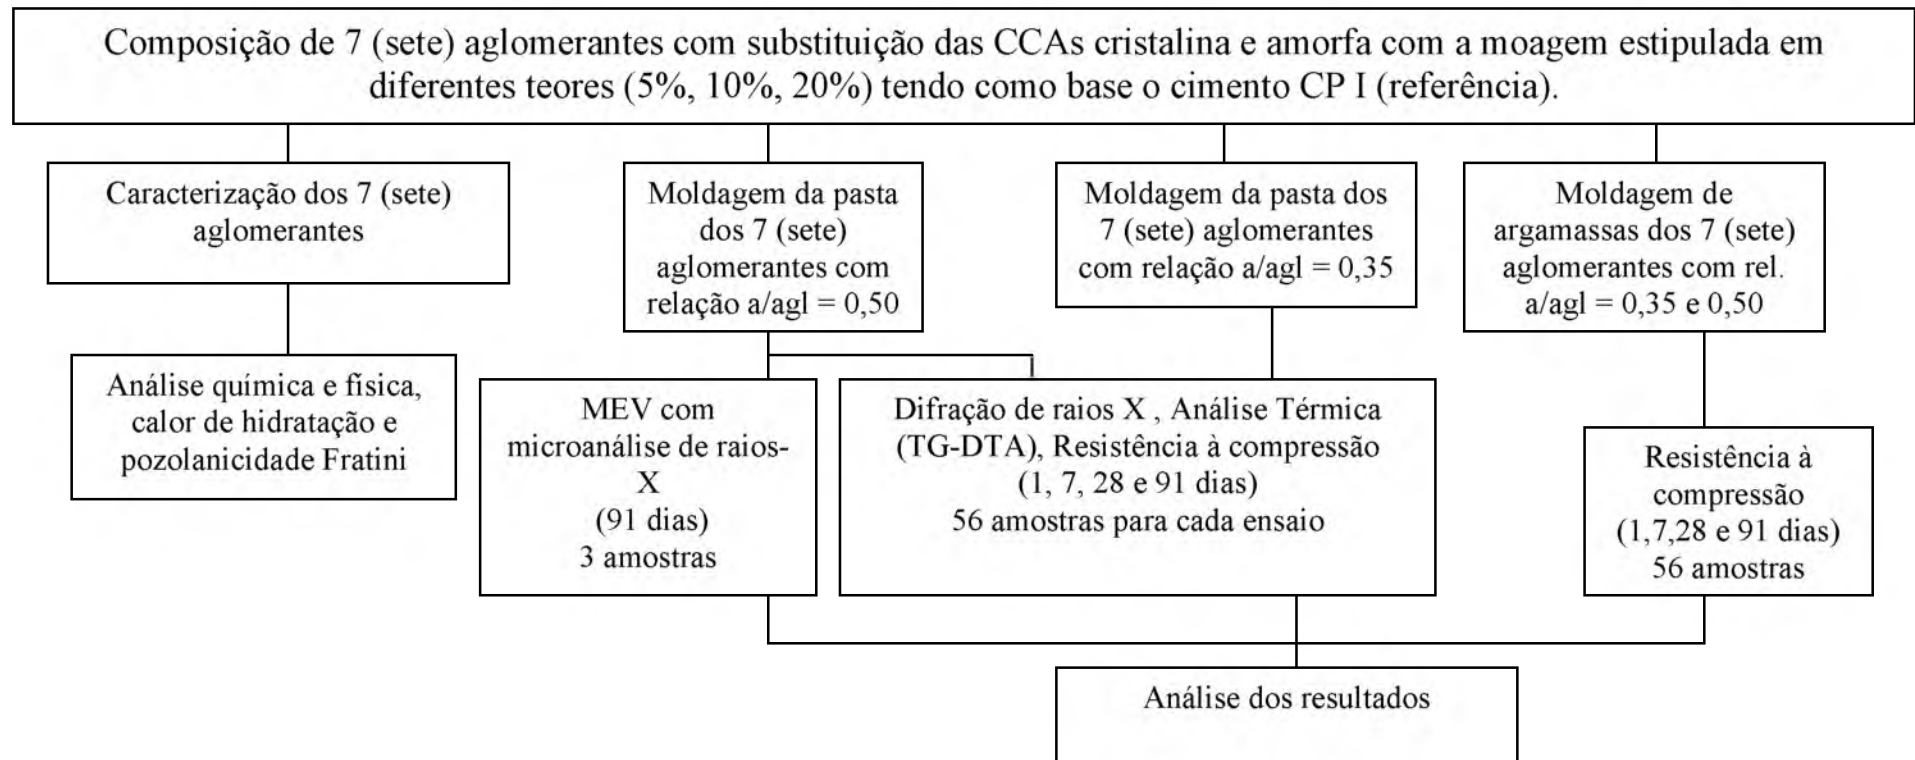 Composição de 7 (sete) aglomerantes com substituição das CCAs cristalina e amorfa com a moagem estipulada em
diferentes teores (5%, 10%, 20%) tendo como base o cimento CP I (referência).
Caracterização dos 7 (sete)
aglomerantes
Moldagem da pasta
dos 7 (sete)
aglomerantes com
relação a/agl = 0,50
Moldagem da pasta dos
7 (sete) aglomerantes
com relação a/agl = 0,35
Moldagem de
argamassas dos 7 (sete)
aglomerantes com rel.
a/agl = 0,35 e 0,50
Análise química e física,
calor de hidratação e
pozolanicidade Fratini
MEV com
microanálise de raios-
X
(91 dias)
3 amostras
Difração de raios X , Análise Térmica
(TG-DTA), Resistência à compressão
(1, 7, 28 e 91 dias)
56 amostras para cada ensaio
Resistência à
compressão
(1,7,28 e 91 dias)
56 amostras
Análise dos resultados